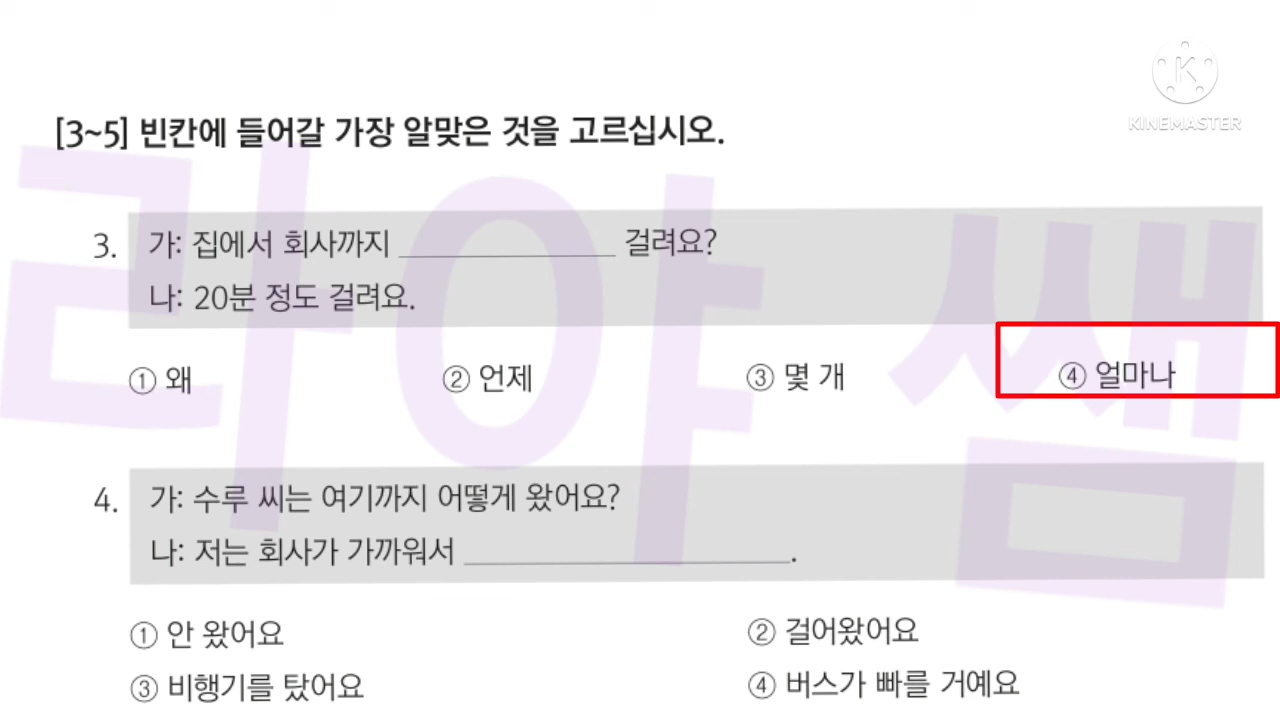 KINEMASTER
[3~5] 빈칸에 들어갈 가장 알맞은 것을 고르십시오.
3. 가: 집에서 회사까지 ______________ 걸려요?
나: 20분 정도 걸려요.
① 왜 ② 언제 ③ 몇 개 ④ 얼마나
4. 가: 수루 씨는 여기까지 어떻게 왔어요?
나: 저는 회사가 가까워서 _____________________.
① 안 왔어요 ② 걸어왔어요
③ 비행기를 탔어요 ④ 버스가 빠를 거예요
라야 쌤